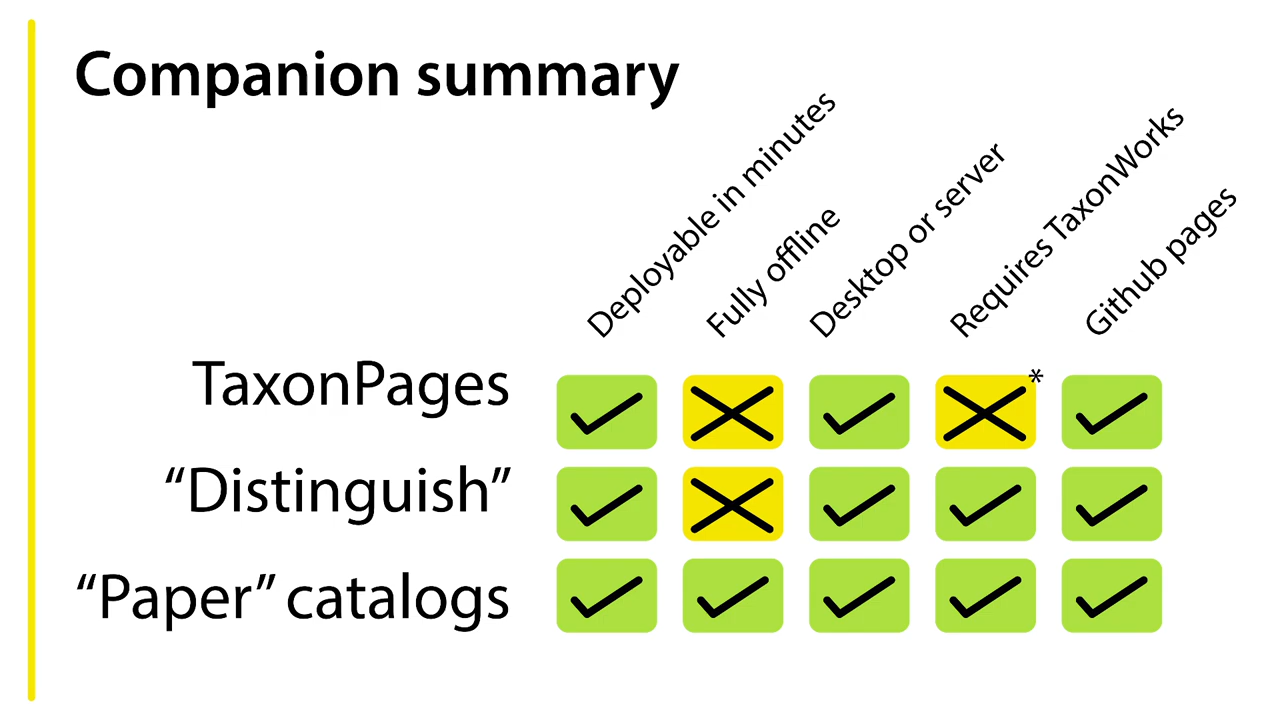 Companion summary
Deployable in minutes
Fully offline
Desktop or server
Requires TaxonWorks
Github pages
TaxonPages
*
“Distinguish”
“Paper” catalogs